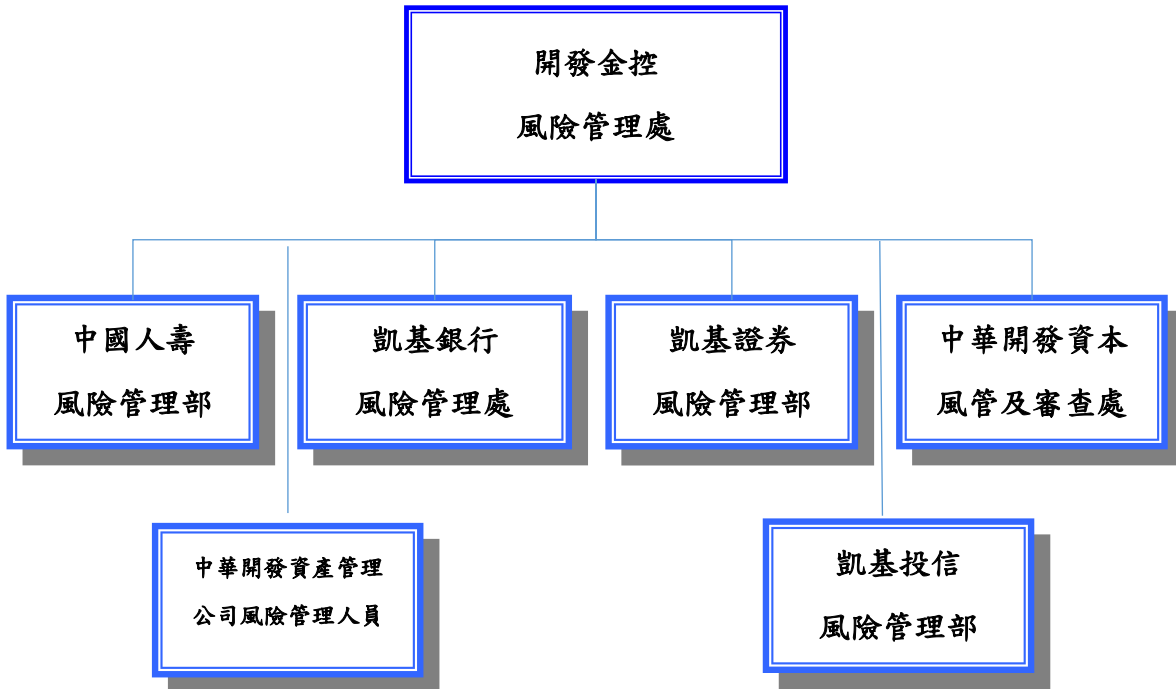 開發金控
風險管理處
中國人壽
風險管理部
凱基銀行
風險管理處
凱基證券
風險管理部
中華開發資本
風管及審查處
中華開發資產管理
公司風險管理人員
凱基投信
風險管理部